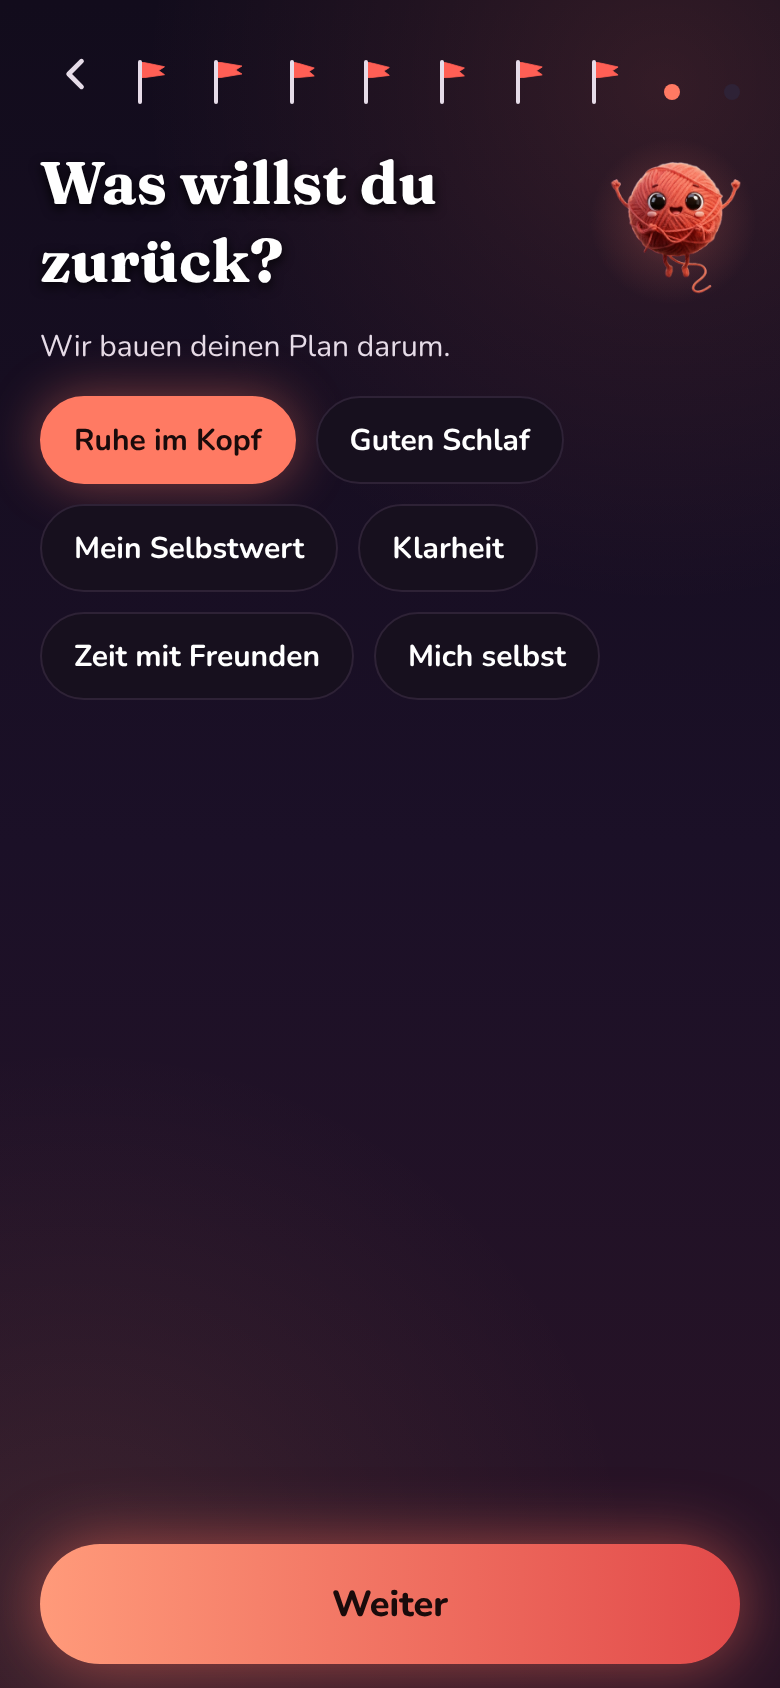 Was willst du
zurück?
Wir bauen deinen Plan darum.
Ruhe im Kopf
Guten Schlaf
Mein Selbstwert
Klarheit
Zeit mit Freunden
Mich selbst
Weiter